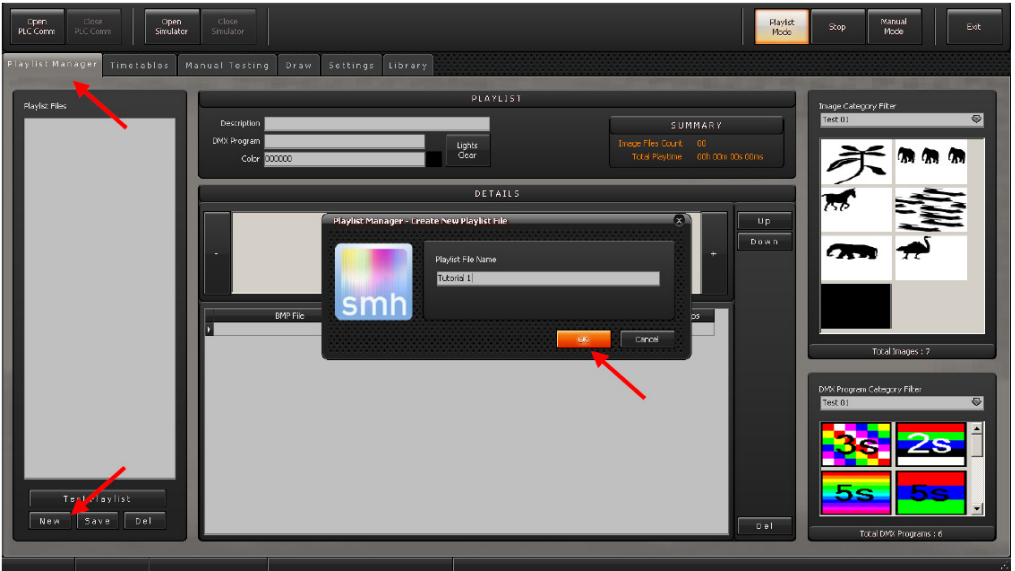 Open
PLC Comm
Close
PLC Comm
Open
Simulator
Close
Simulator
Playlist
Mode
Stop
Manual
Mode
Exit
Playlist Manager
Timetables
Manual Testing
Draw
Settings
Library
Playlist Files
Test Playlist
New
Save
Del
PLAYLIST
Description
DMX Program
Color
000000
Lights
Clear
SUMMARY
Image Files Count 00
Total Playtime 00h 00m 00s 00ms
DETAILS
-
+
Up
Down
BMP File
Del
Playlist Manager - Create New Playlist File
smh
Playlist File Name
Tutorial 1
Cancel
Image Category Filter
Test 01
Total Images : 7
DMX Program Category Filter
Test 01
3s
2s
5s
5s
Total DMX Programs : 6